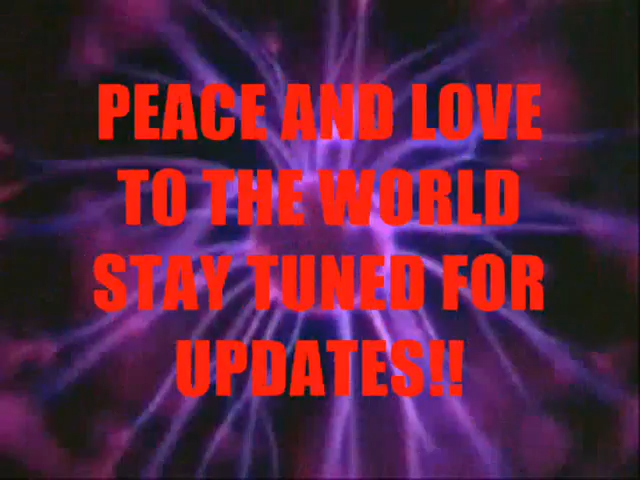 PEACE AND LOVE
TO THE WORLD
STAY TUNED FOR
UPDATES!!